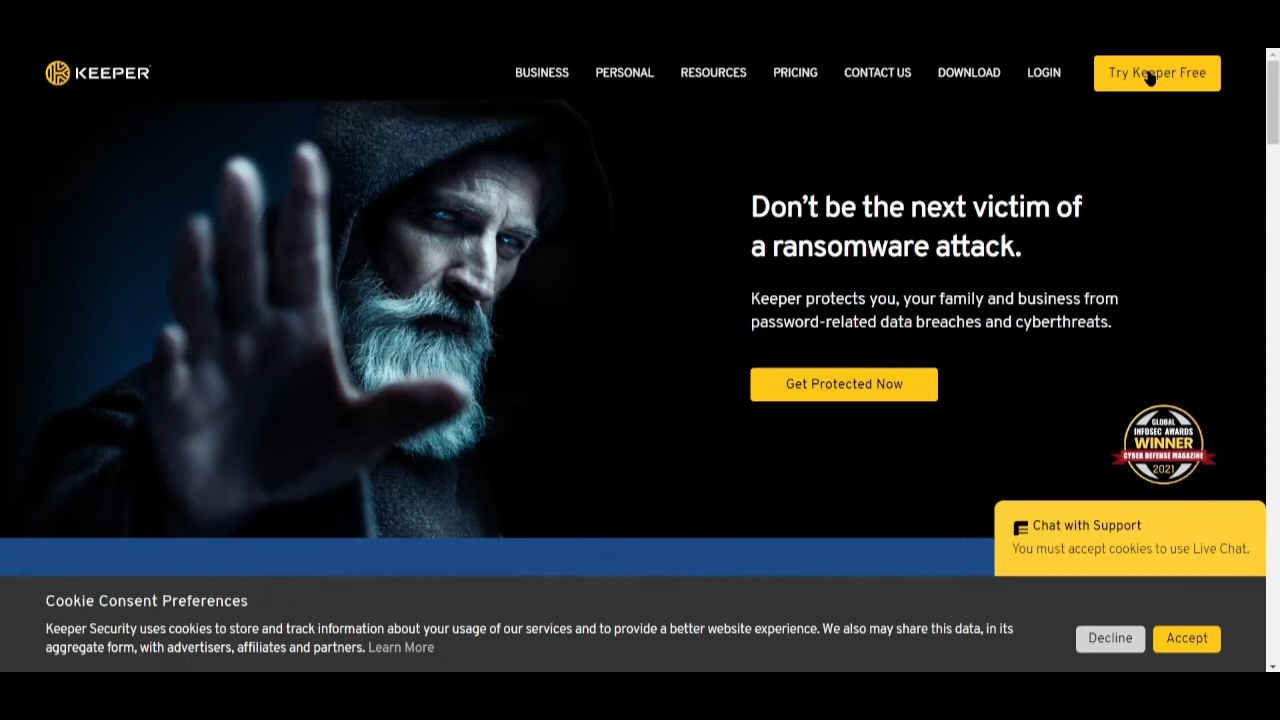 KEEPER
BUSINESS PERSONAL RESOURCES PRICING CONTACT US DOWNLOAD LOGIN
Try Keeper Free
Don't be the next victim of
a ransomware attack.
Keeper protects you, your family and business from
password-related data breaches and cyberthreats.
Get Protected Now
GLOBAL
INFOSEC AWARDS
WINNER
CYBER DEFENSE MAGAZINE
2021
Chat with Support
You must accept cookies to use Live Chat.
Cookie Consent Preferences
Keeper Security uses cookies to store and track information about your usage of our services and to provide a better website experience. We also may share this data, in its
aggregate form, with advertisers, affiliates and partners. Learn More
Decline
Accept